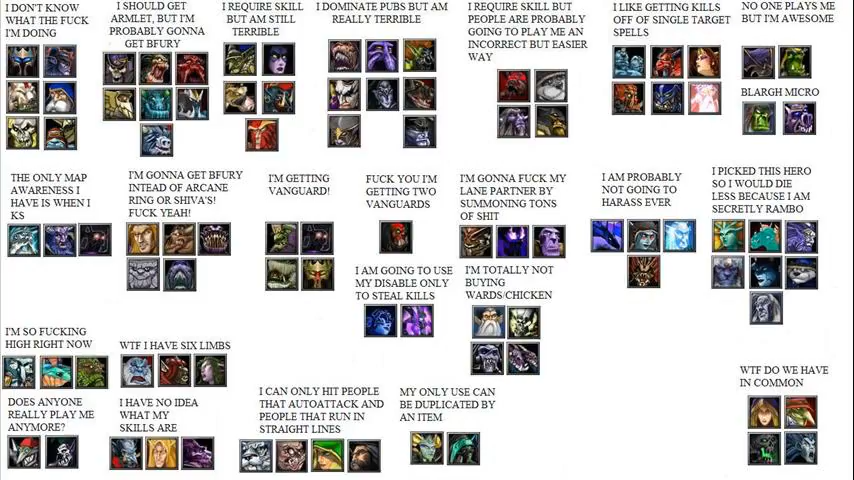 I DON'T KNOW
WHAT THE FUCK
I'M DOING
I SHOULD GET
ARMLET, BUT I'M
PROBABLY GONNA
GET BFURY
I REQUIRE SKILL
BUT AM STILL
TERRIBLE
I DOMINATE PUBS BUT AM
REALLY TERRIBLE
I REQUIRE SKILL BUT
PEOPLE ARE PROBABLY
GOING TO PLAY ME AN
INCORRECT BUT EASIER
WAY
I LIKE GETTING KILLS
OFF OF SINGLE TARGET
SPELLS
NO ONE PLAYS ME
BUT I'M AWESOME
BLARGH MICRO
THE ONLY MAP
AWARENESS I
HAVE IS WHEN I
KS
I'M GONNA GET BFURY
INTEAD OF ARCANE
RING OR SHIVA'S!
FUCK YEAH!
I'M GETTING
VANGUARD!
FUCK YOU I'M
GETTING TWO
VANGUARDS
I'M GONNA FUCK MY
LANE PARTNER BY
SUMMONING TONS
OF SHIT
I AM PROBABLY
NOT GOING TO
HARASS EVER
I PICKED THIS HERO
SO I WOULD DIE
LESS BECAUSE I AM
SECRETLY RAMBO
I AM GOING TO USE
MY DISABLE ONLY
TO STEAL KILLS
I'M TOTALLY NOT
BUYING
WARDS/CHICKEN
I'M SO FUCKING
HIGH RIGHT NOW
WTF I HAVE SIX LIMBS
WTF DO WE HAVE
IN COMMON
DOES ANYONE
REALLY PLAY ME
ANYMORE?
I HAVE NO IDEA
WHAT MY
SKILLS ARE
I CAN ONLY HIT PEOPLE
THAT AUTOATTACK AND
PEOPLE THAT RUN IN
STRAIGHT LINES
MY ONLY USE CAN
BE DUPLICATED BY
AN ITEM